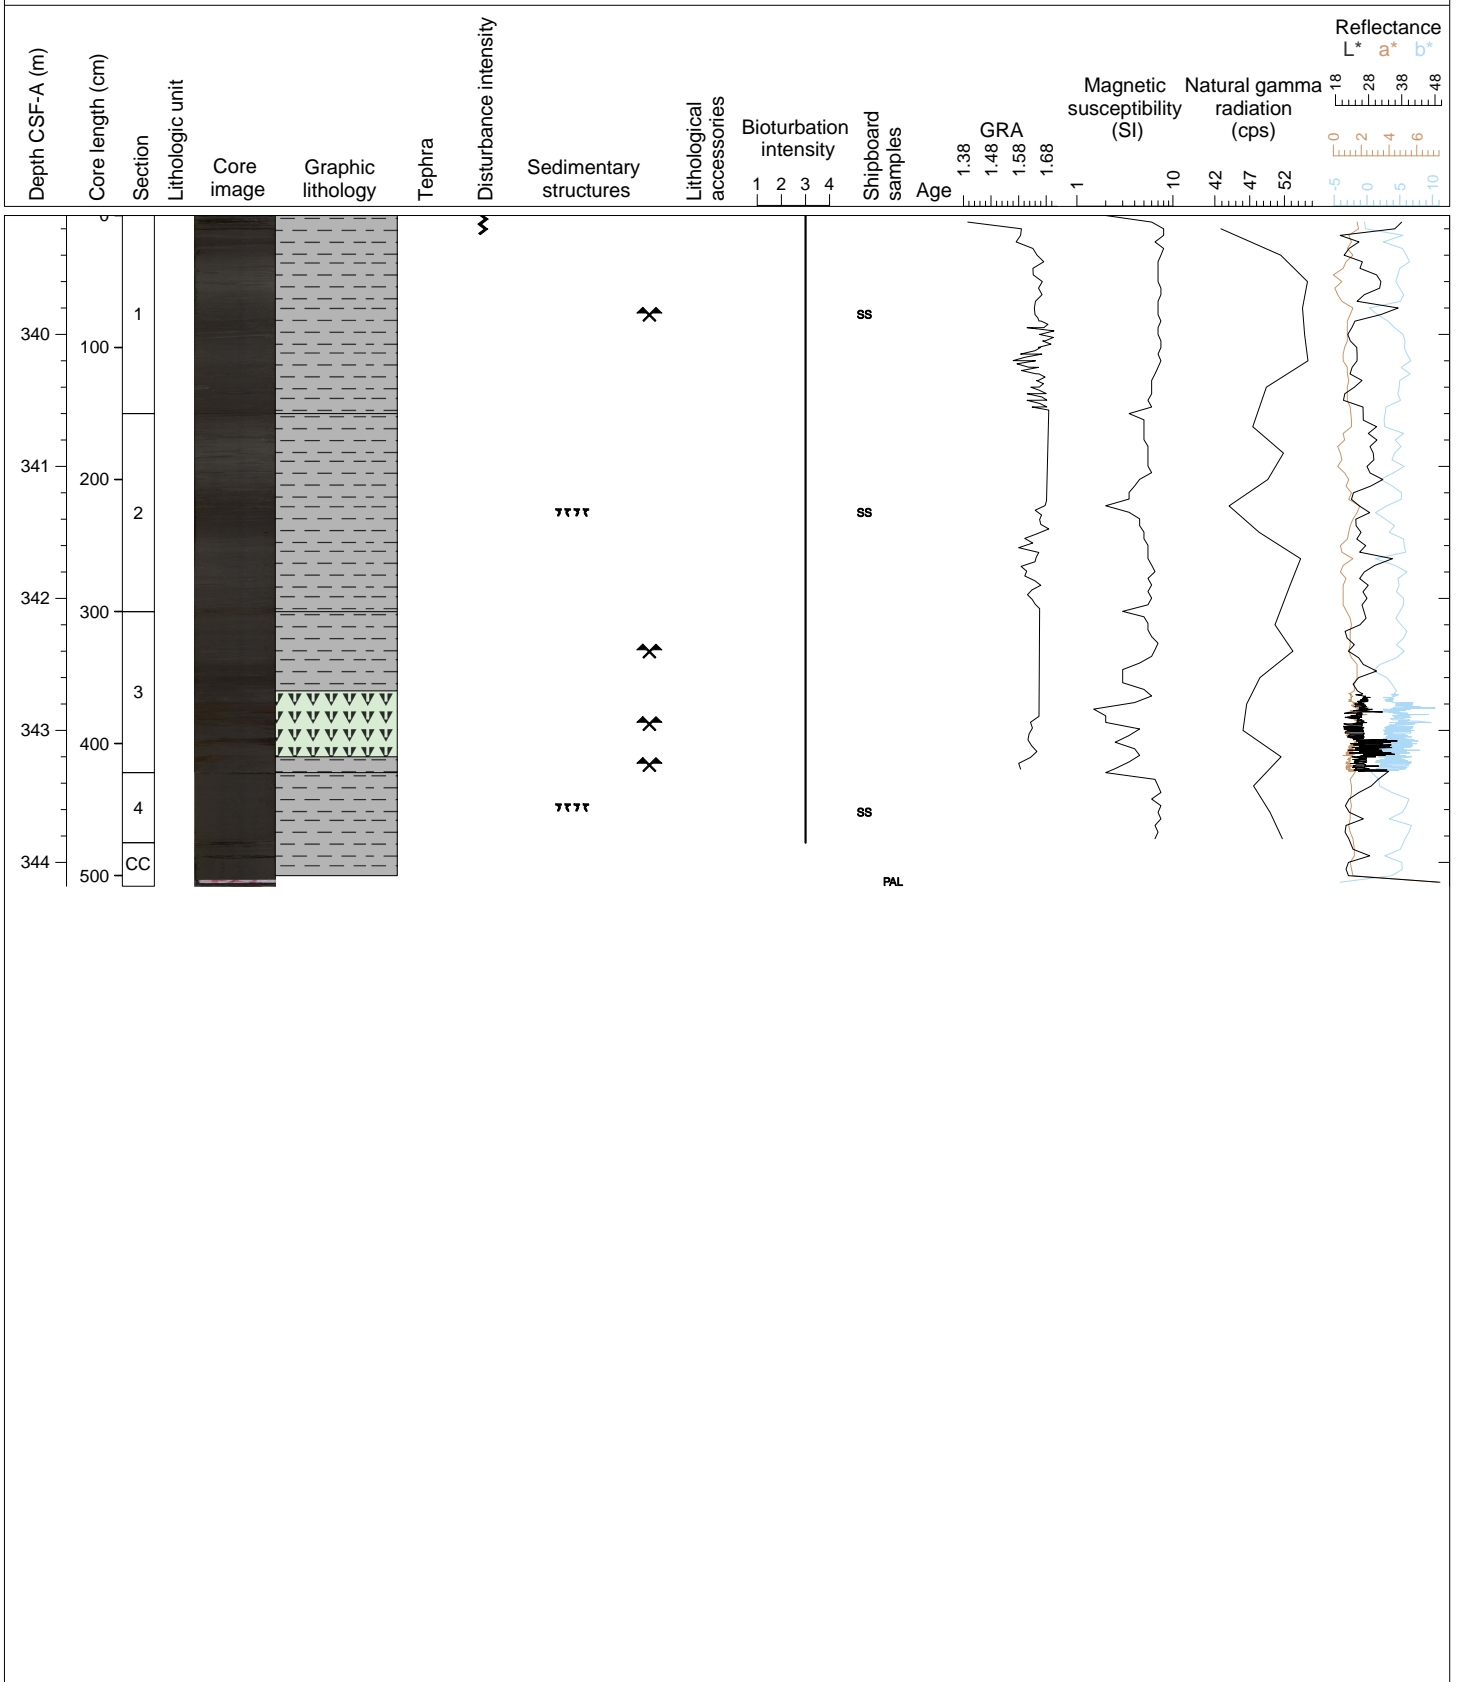 Depth CSF-A (m)
Core length (cm)
Section
Lithologic unit
Core
image
Graphic
lithology
Tephra
Disturbance intensity
Sedimentary
structures
Lithological
accessories
Bioturbation
intensity
1 2 3 4
Shipboard
samples
Age
GRA
1.38 1.48 1.58 1.68
Magnetic
susceptibility
(SI)
1 10
Natural gamma
radiation
(cps)
42 47 52
Reflectance
L* a* b*
18 28 38 48
0 2 4 6
-5 0 5 10
0
1 ss
340
100
341
200
2 ss
342
300
3
343
400
4 ss
344 CC
500
PAL